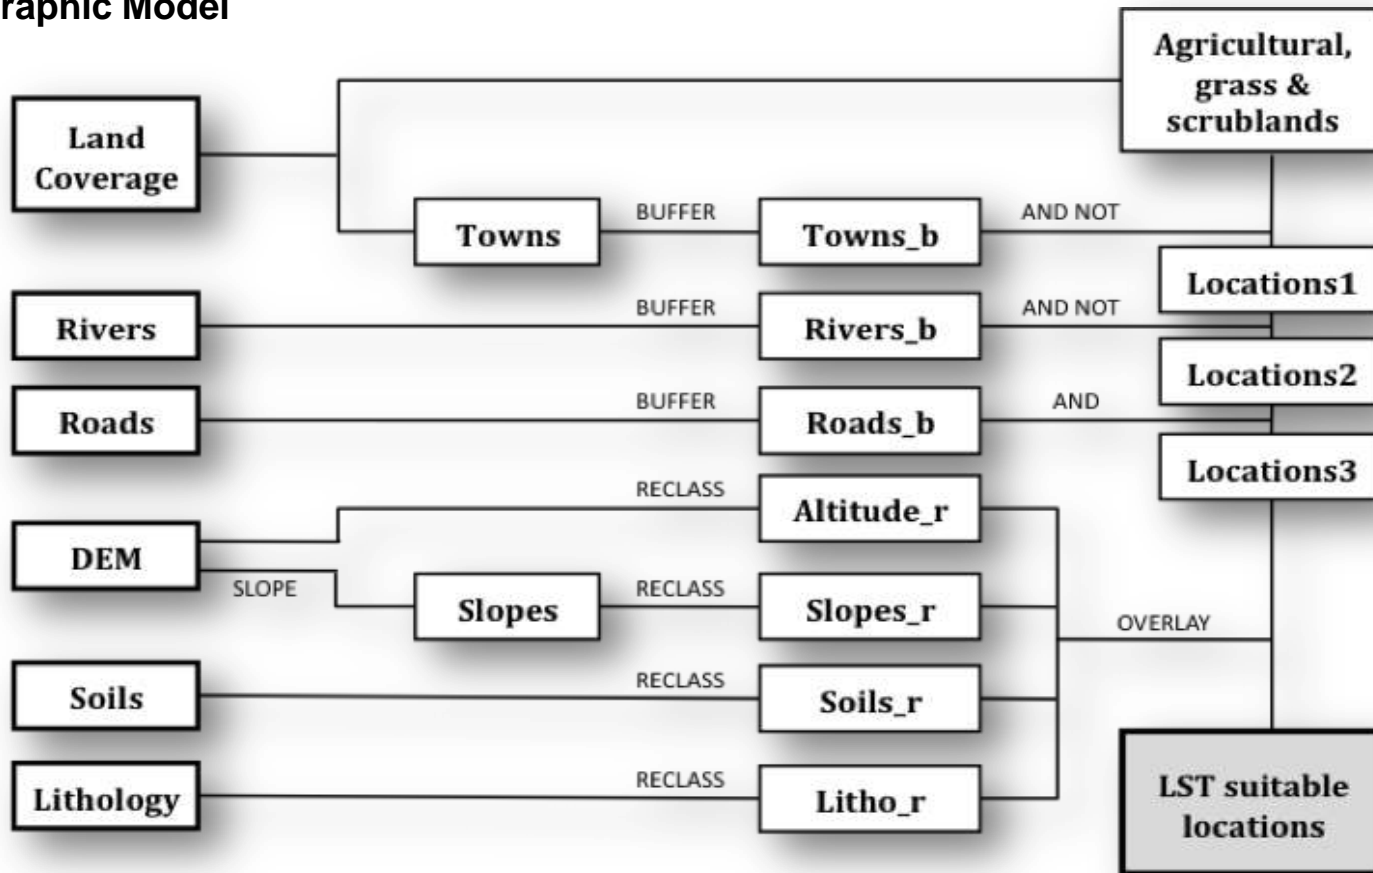 raphic Model
Agricultural,
grass &
scrublands
Land
Coverage
Towns
BUFFER
Towns_b
AND NOT
Locations1
Rivers
BUFFER
Rivers_b
AND NOT
Locations2
Roads
BUFFER
Roads_b
AND
Locations3
RECLASS
Altitude_r
DEM
SLOPE
Slopes
RECLASS
Slopes_r
OVERLAY
Soils
RECLASS
Soils_r
Lithology
RECLASS
Litho_r
LST suitable
locations